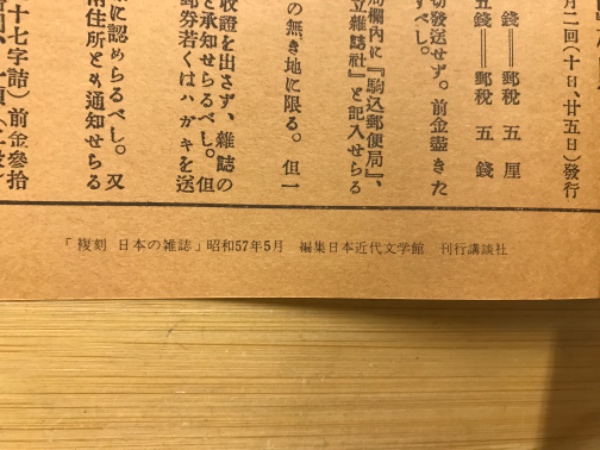 月二回(十日、廿五日)發行
錢══郵稅 五 厘
五錢══郵稅 五 錢
切發送せず。前金盡きた
すべし。
局欄內に『駒込郵便局』、
立雜誌社』と記入せらる
の無き地に限る。但一
收證を出さず、雜誌の
と承知せらるべし。但
郵券若くはハガキを送
に認めらるべし。又
住所とも通知せらる
十七字詰)前金參拾
「複刻 日本の雑誌」昭和57年5月 編集日本近代文学館 刊行講談社